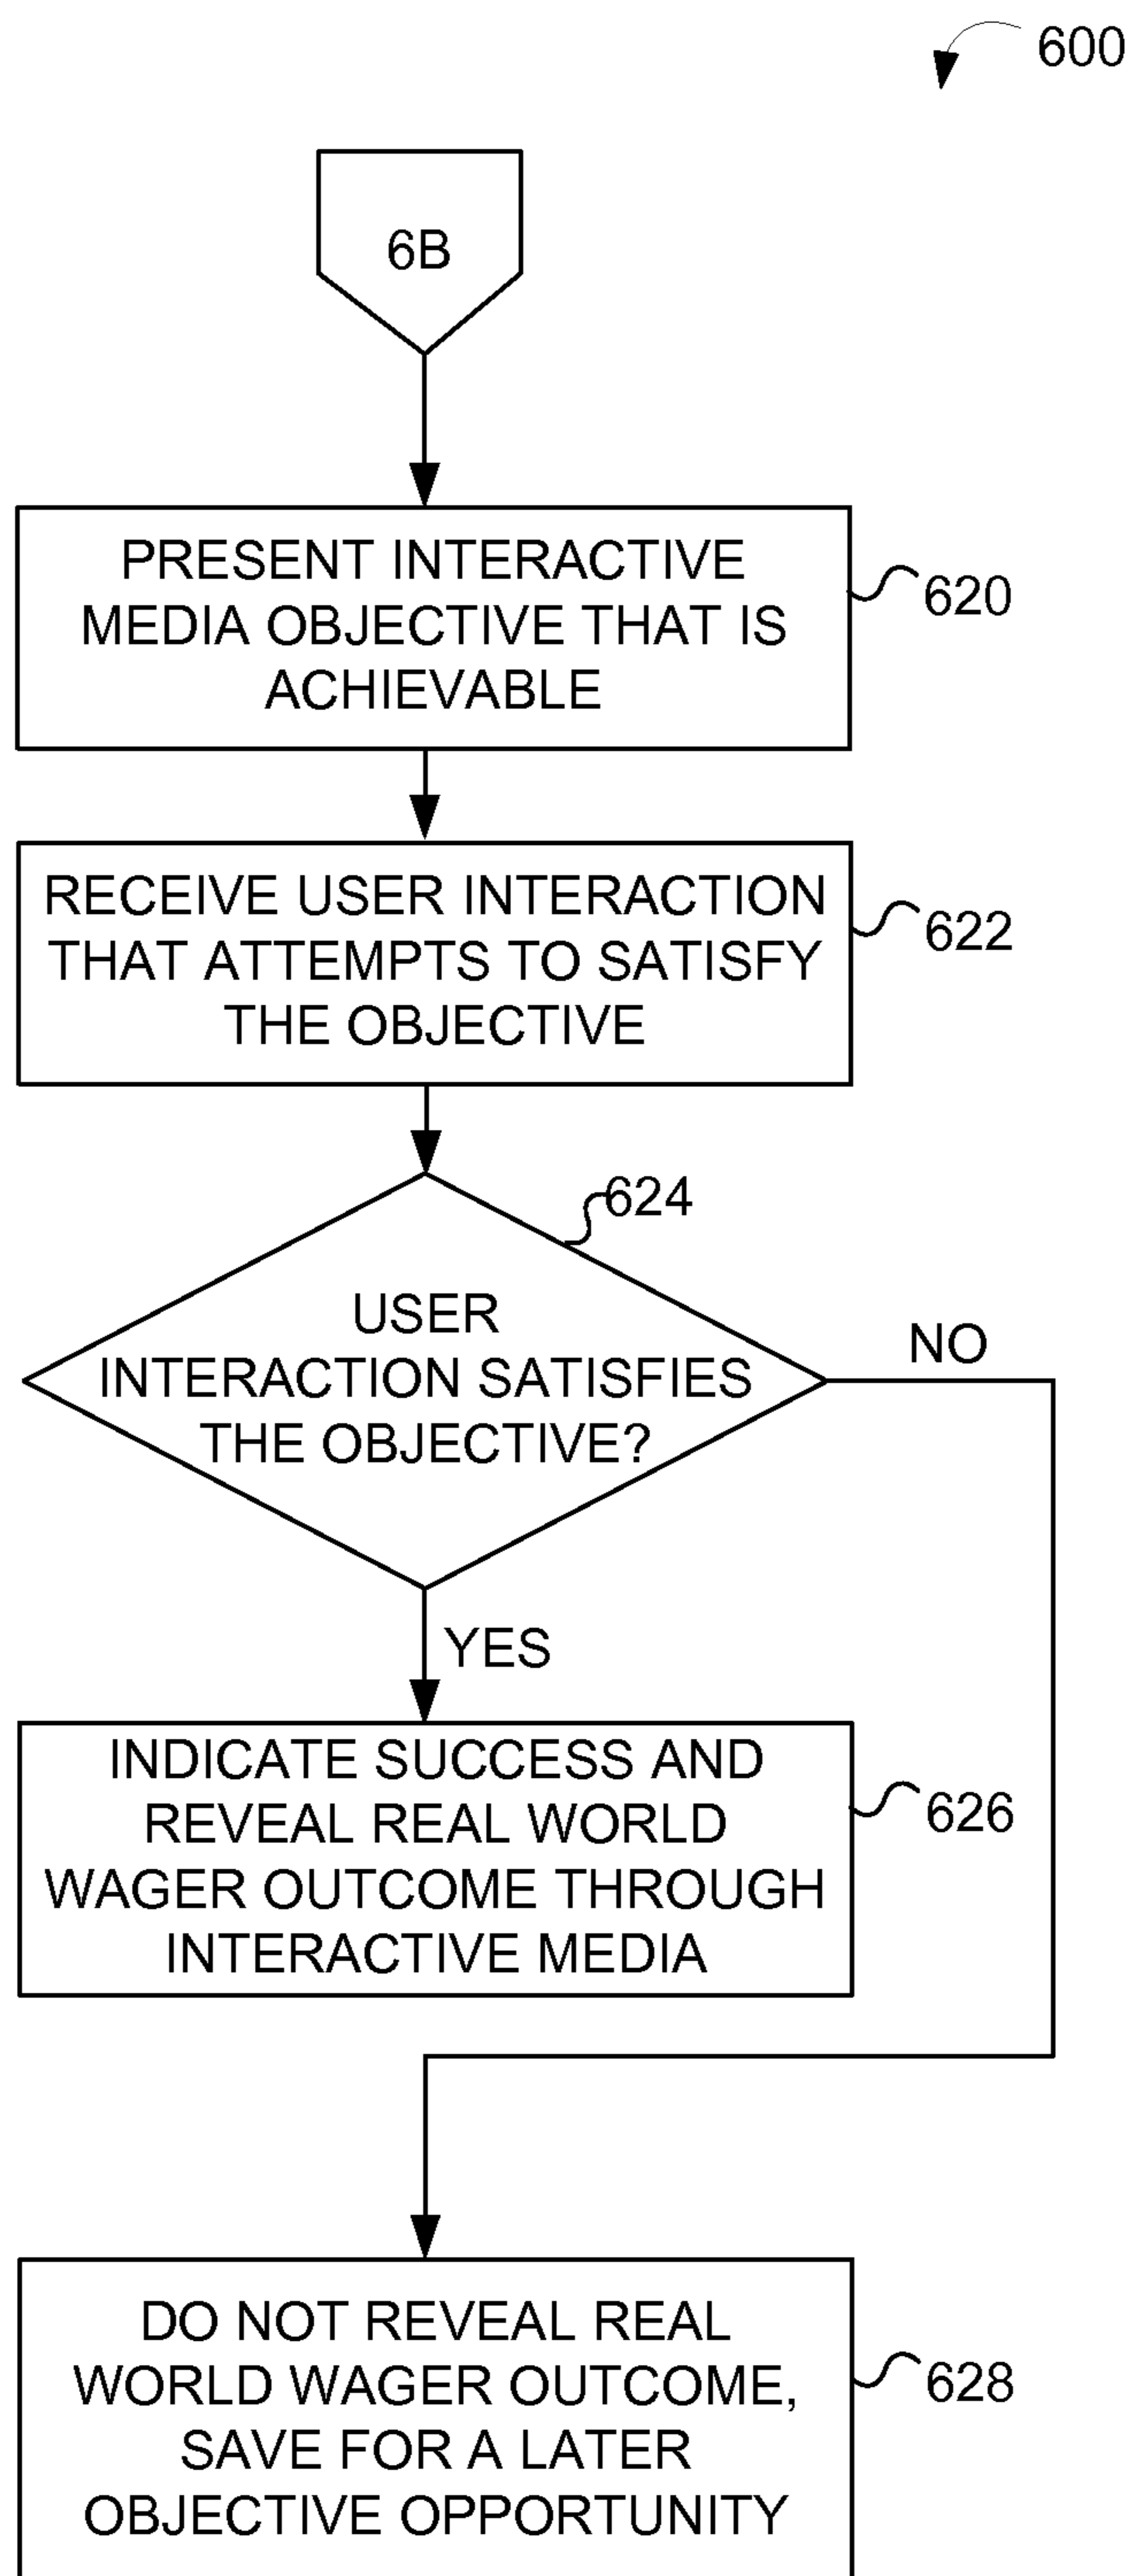 600
6B
PRESENT INTERACTIVE
MEDIA OBJECTIVE THAT IS
ACHIEVABLE
620
RECEIVE USER INTERACTION
THAT ATTEMPTS TO SATISFY
THE OBJECTIVE
622
624
USER
INTERACTION SATISFIES
THE OBJECTIVE?
NO
YES
INDICATE SUCCESS AND
REVEAL REAL WORLD
WAGER OUTCOME THROUGH
INTERACTIVE MEDIA
626
DO NOT REVEAL REAL
WORLD WAGER OUTCOME,
SAVE FOR A LATER
OBJECTIVE OPPORTUNITY
628